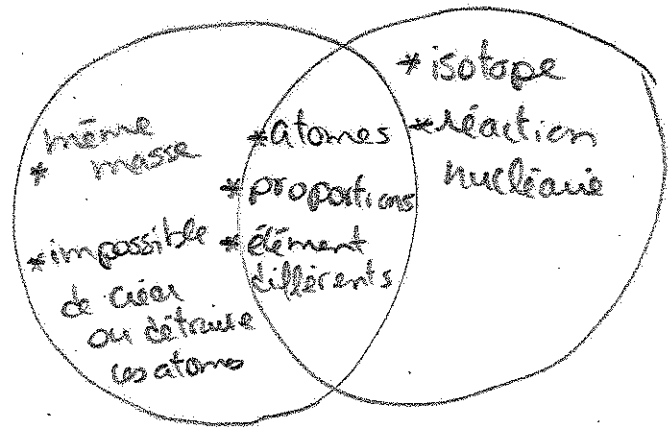 * même
masse
* impossible
de créer
ou détruire
les atomes
* atomes
* proportions
* élément
différents
* isotope
* réaction
nucléaire